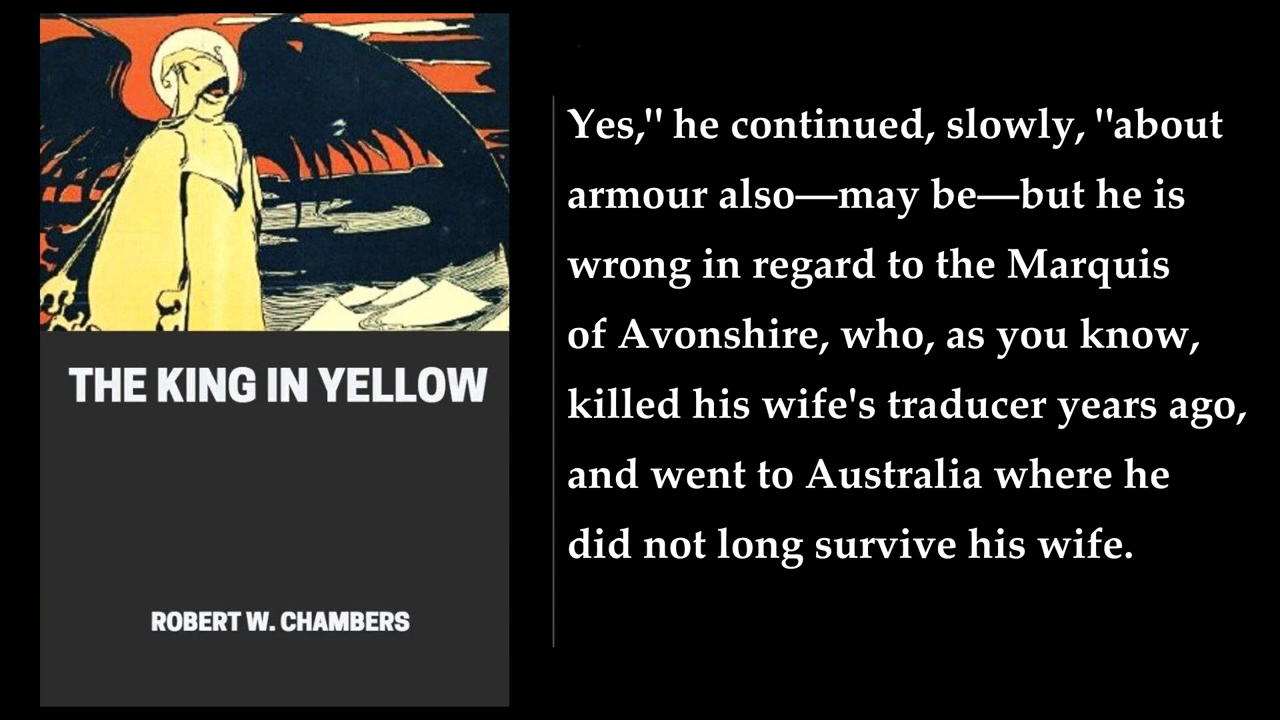 THE KING IN YELLOW
ROBERT W. CHAMBERS
Yes," he continued, slowly, "about
armour also—may be—but he is
wrong in regard to the Marquis
of Avonshire, who, as you know,
killed his wife's traducer years ago,
and went to Australia where he
did not long survive his wife.